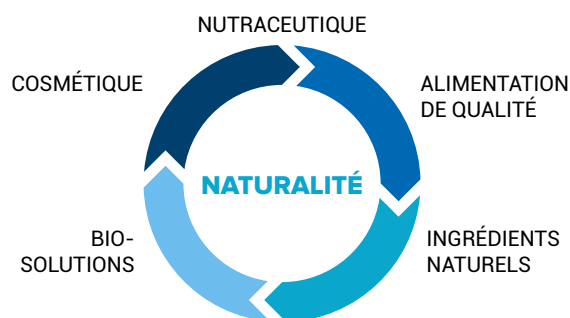 NUTRACEUTIQUE
COSMÉTIQUE
ALIMENTATION
DE QUALITÉ
NATURALITÉ
BIO-
SOLUTIONS
INGRÉDIENTS
NATURELS